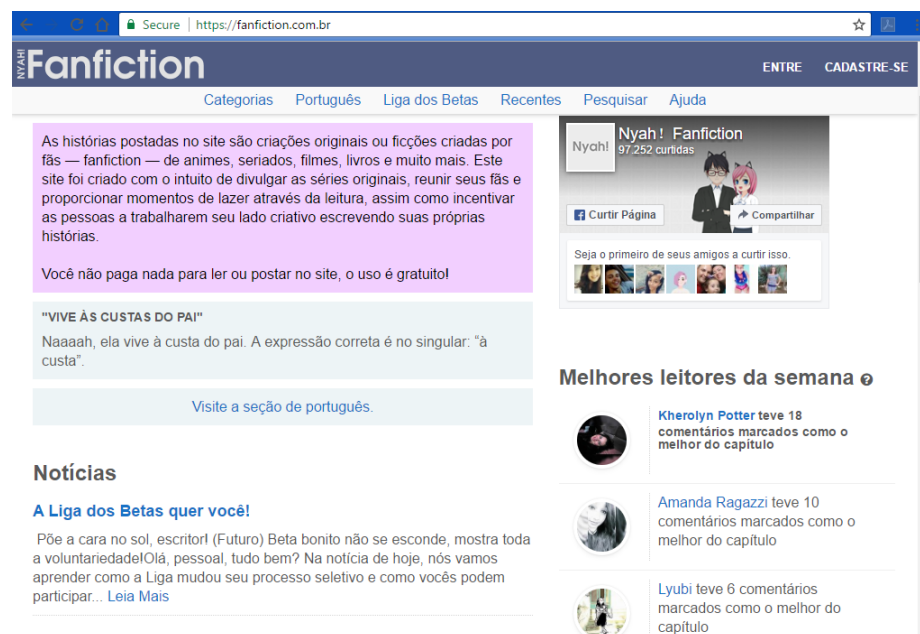 Secure | https://fanfiction.com.br
NYAH! Fanfiction
ENTRE CADASTRE-SE
Categorias Português Liga dos Betas Recentes Pesquisar Ajuda
As histórias postadas no site são criações originais ou ficções criadas por
fãs — fanfiction — de animes, seriados, filmes, livros e muito mais. Este
site foi criado com o intuito de divulgar as séries originais, reunir seus fãs e
proporcionar momentos de lazer através da leitura, assim como incentivar
as pessoas a trabalharem seu lado criativo escrevendo suas próprias
histórias.
Você não paga nada para ler ou postar no site, o uso é gratuito!
"VIVE ÀS CUSTAS DO PAI"
Naaaah, ela vive à custa do pai. A expressão correta é no singular: “à
custa”.
Visite a seção de português.
Notícias
A Liga dos Betas quer você!
Põe a cara no sol, escritor! (Futuro) Beta bonito não se esconde, mostra toda
a voluntariedade!Olá, pessoal, tudo bem? Na notícia de hoje, nós vamos
aprender como a Liga mudou seu processo seletivo e como vocês podem
participar... Leia Mais
Nyah!
Nyah! Fanfiction
97.252 curtidas
Curtir Página
Compartilhar
Seja o primeiro de seus amigos a curtir isso.
Melhores leitores da semana
Kherolyn Potter teve 18
comentários marcados como o
melhor do capítulo
Amanda Ragazzi teve 10
comentários marcados como o
melhor do capítulo
Lyubi teve 6 comentários
marcados como o melhor do
capítulo